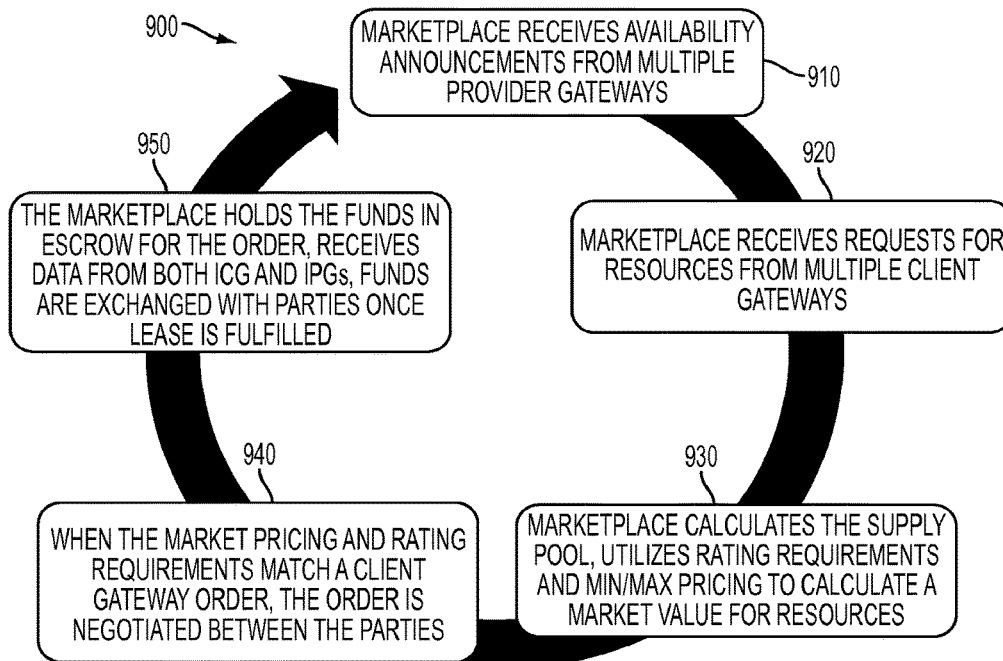 900
MARKETPLACE RECEIVES AVAILABILITY
ANNOUNCEMENTS FROM MULTIPLE
PROVIDER GATEWAYS
910
920
MARKETPLACE RECEIVES REQUESTS FOR
RESOURCES FROM MULTIPLE CLIENT
GATEWAYS
930
MARKETPLACE CALCULATES THE SUPPLY
POOL, UTILIZES RATING REQUIREMENTS
AND MIN/MAX PRICING TO CALCULATE A
MARKET VALUE FOR RESOURCES
940
WHEN THE MARKET PRICING AND RATING
REQUIREMENTS MATCH A CLIENT
GATEWAY ORDER, THE ORDER IS
NEGOTIATED BETWEEN THE PARTIES
950
THE MARKETPLACE HOLDS THE FUNDS IN
ESCROW FOR THE ORDER, RECEIVES
DATA FROM BOTH ICG AND IPGs, FUNDS
ARE EXCHANGED WITH PARTIES ONCE
LEASE IS FULFILLED